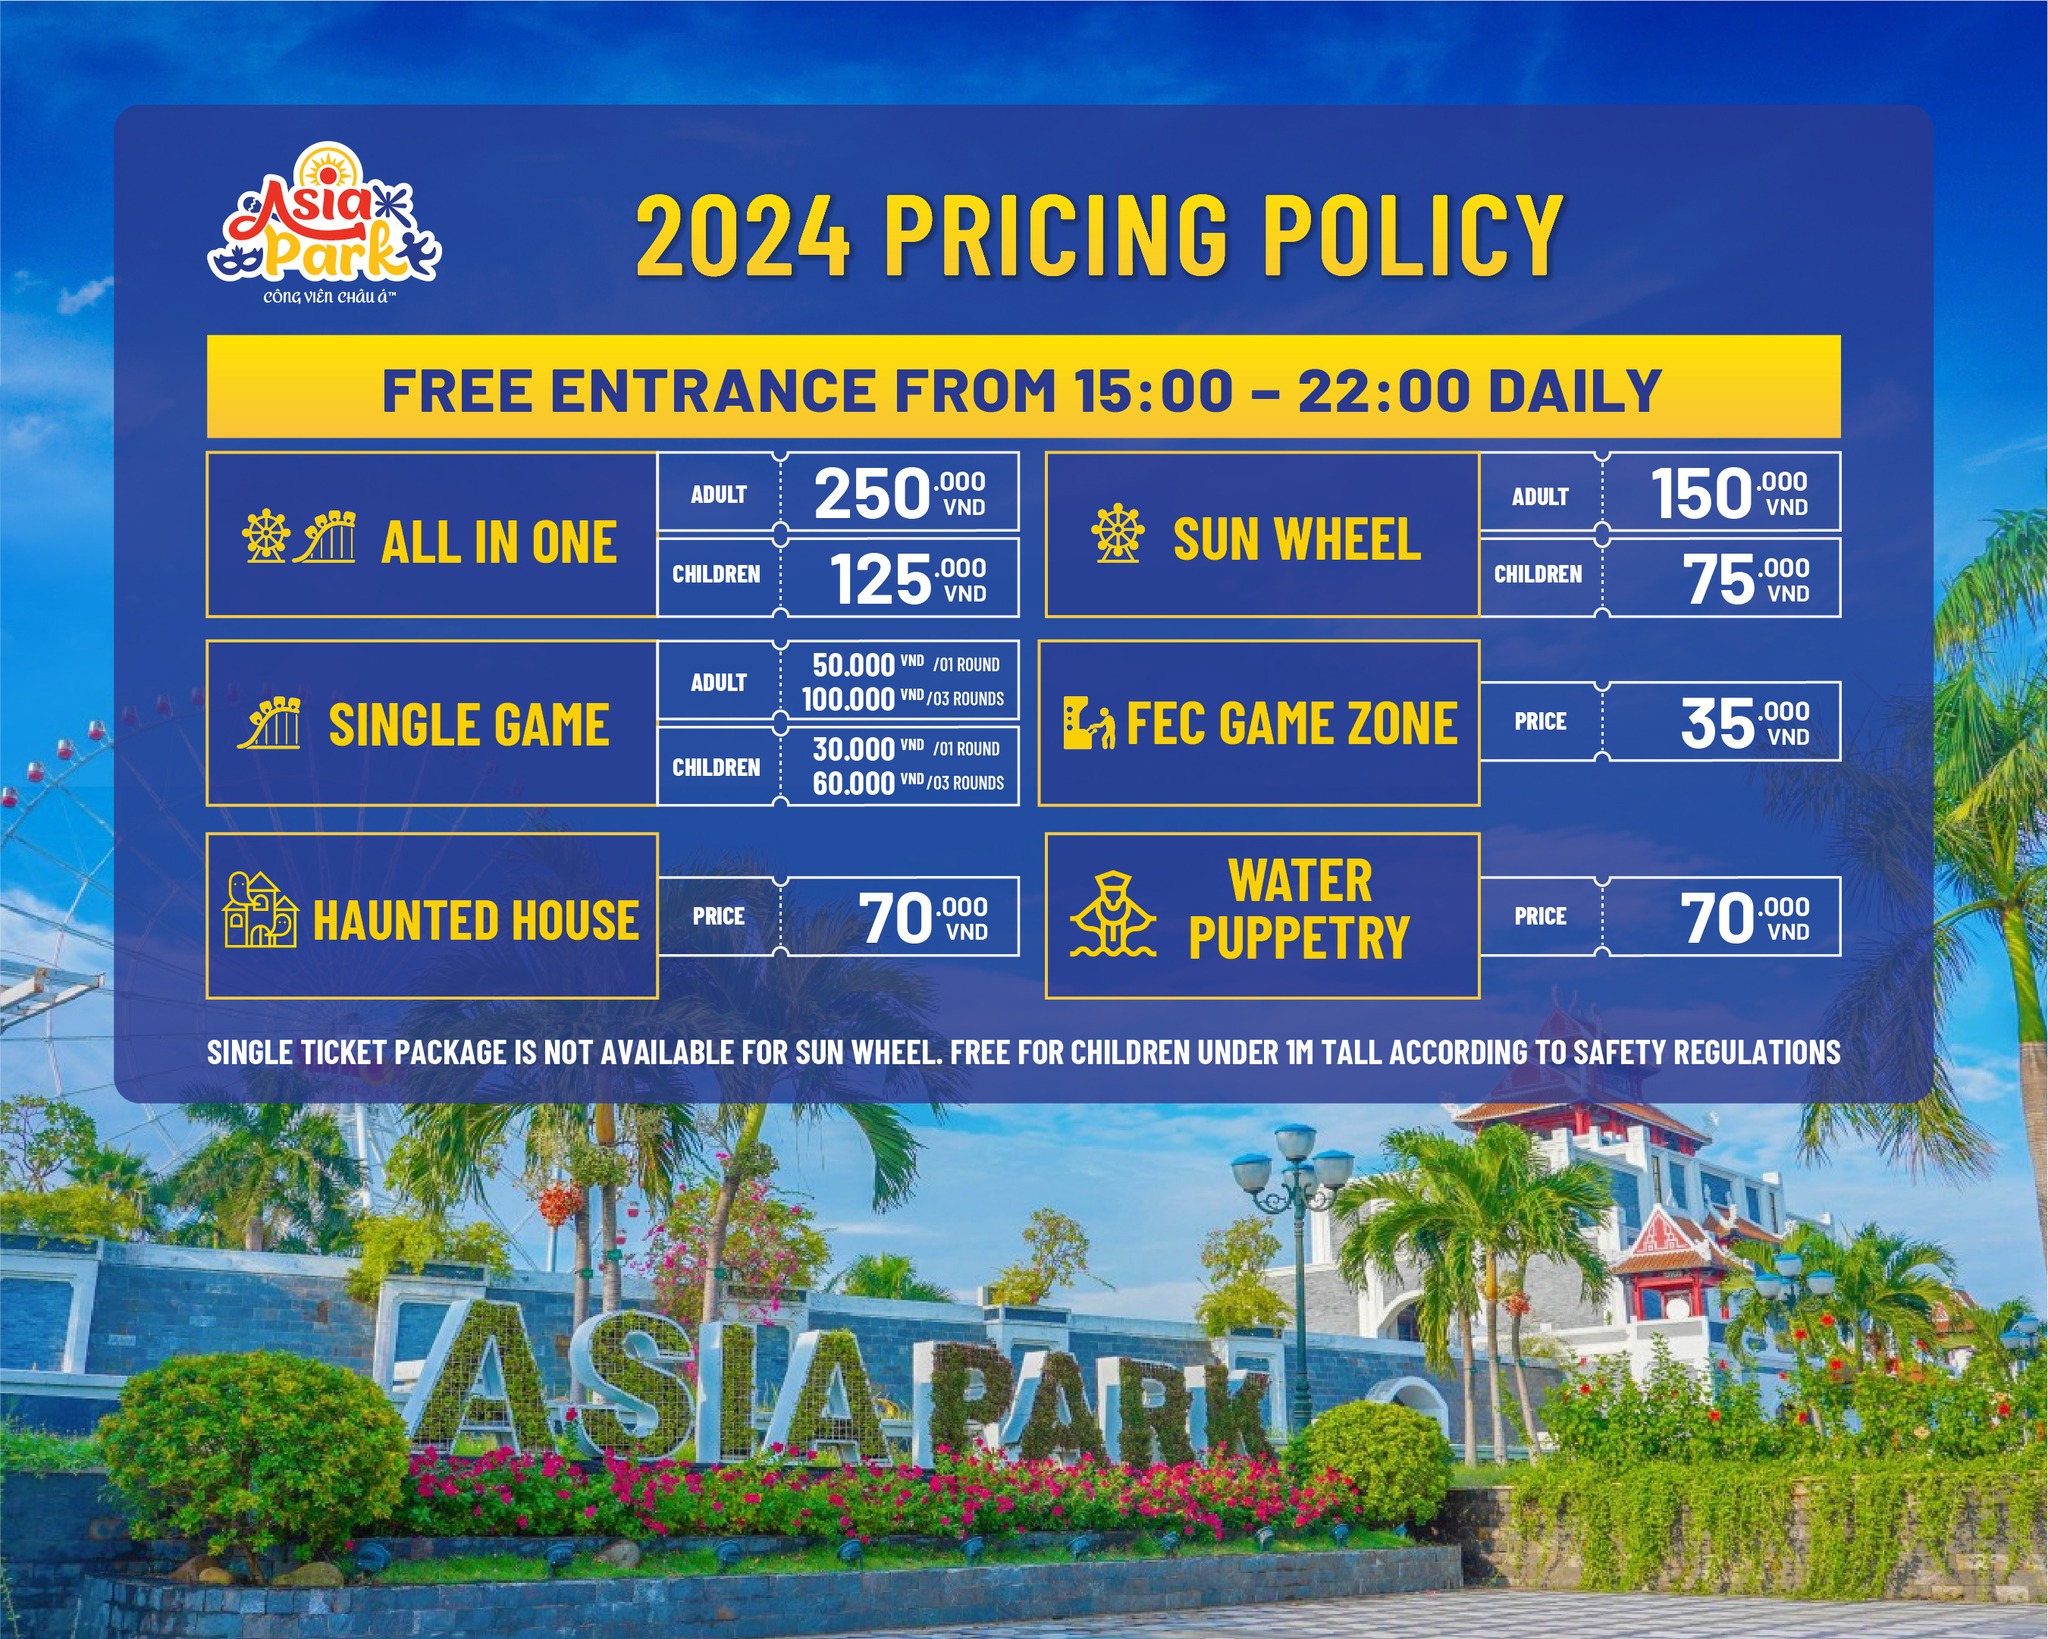 Asia
Park
CÔNG VIÊN CHÂU Á™
2024 PRICING POLICY
FREE ENTRANCE FROM 15:00 – 22:00 DAILY
ALL IN ONE
ADULT
250.000 VND
CHILDREN
125.000 VND
SUN WHEEL
ADULT
150.000 VND
CHILDREN
75.000 VND
SINGLE GAME
ADULT
50.000 VND /01 ROUND
100.000 VND /03 ROUNDS
CHILDREN
30.000 VND /01 ROUND
60.000 VND /03 ROUNDS
FEC GAME ZONE
PRICE
35.000 VND
HAUNTED HOUSE
PRICE
70.000 VND
WATER
PUPPETRY
PRICE
70.000 VND
SINGLE TICKET PACKAGE IS NOT AVAILABLE FOR SUN WHEEL. FREE FOR CHILDREN UNDER 1M TALL ACCORDING TO SAFETY REGULATIONS
ASIA PARK